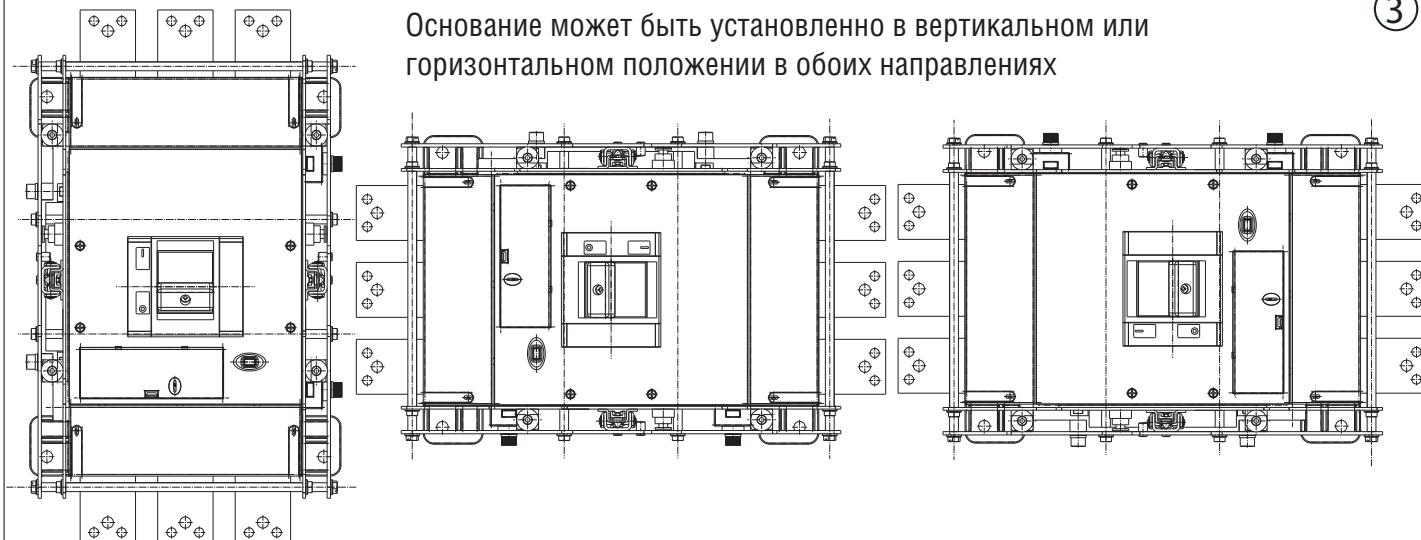 Основание может быть установленно в вертикальном или
горизонтальном положении в обоих направлениях
3